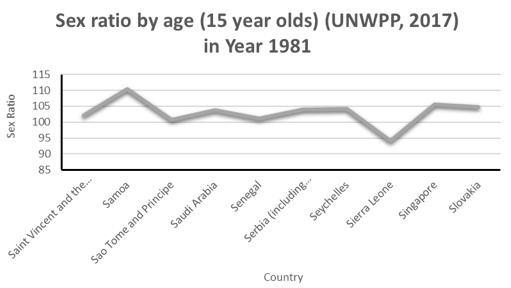 Sex ratio by age (15 year olds) (UNWPP, 2017)
in Year 1981
115
110
105
100
95
90
85
Sex Ratio
Saint Vincent and the...
Samoa
Sao Tome and Principe
Saudi Arabia
Senegal
Serbia (including...
Seychelles
Sierra Leone
Singapore
Slovakia
Country